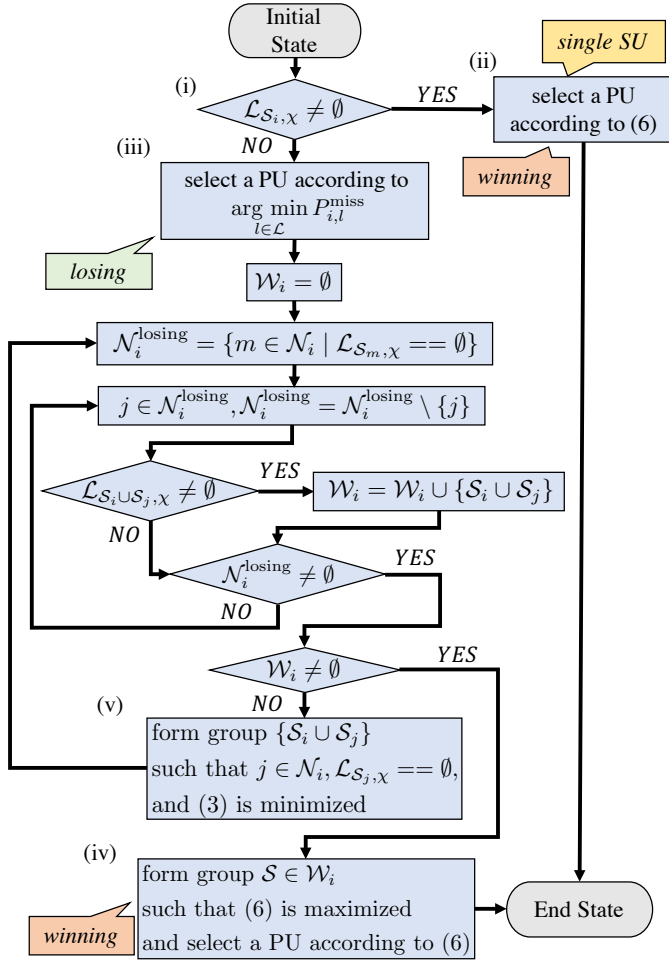 Initial
State
single SU
(i)
(ii)
𝓛_{𝓢_i,χ} ≠ ∅
YES
select a PU
according to (6)
NO
(iii)
winning
select a PU according to
arg min P_{i,l}^{miss}
l∈𝓛
losing
𝓦_i = ∅
𝓝_i^{losing} = {m ∈ 𝓝_i | 𝓛_{𝓢_m,χ} == ∅}
j ∈ 𝓝_i^{losing}, 𝓝_i^{losing} = 𝓝_i^{losing} \ {j}
𝓛_{𝓢_i∪𝓢_j,χ} ≠ ∅
YES
𝓦_i = 𝓦_i ∪ {𝓢_i ∪ 𝓢_j}
NO
𝓝_i^{losing} ≠ ∅
YES
NO
𝓦_i ≠ ∅
YES
NO
(v)
form group {𝓢_i ∪ 𝓢_j}
such that j ∈ 𝓝_i, 𝓛_{𝓢_j,χ} == ∅,
and (3) is minimized
(iv)
form group 𝓢 ∈ 𝓦_i
such that (6) is maximized
and select a PU according to (6)
winning
End State